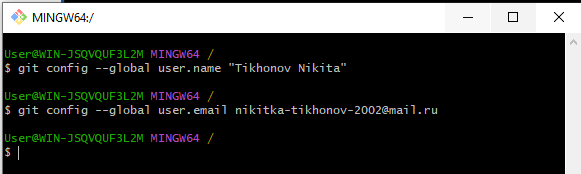 MINGW64:/
User@WIN-JSQVQUF3L2M MINGW64 /
$ git config --global user.name "Tikhonov Nikita"
User@WIN-JSQVQUF3L2M MINGW64 /
$ git config --global user.email nikitka-tikhonov-2002@mail.ru
User@WIN-JSQVQUF3L2M MINGW64 /
$